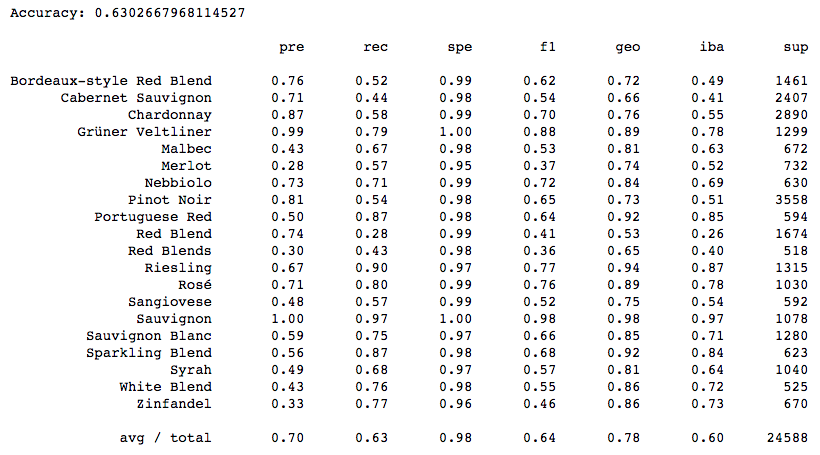 Accuracy: 0.6302667968114527
pre rec spe f1 geo iba sup
Bordeaux-style Red Blend 0.76 0.52 0.99 0.62 0.72 0.49 1461
Cabernet Sauvignon 0.71 0.44 0.98 0.54 0.66 0.41 2407
Chardonnay 0.87 0.58 0.99 0.70 0.76 0.55 2890
Grüner Veltliner 0.99 0.79 1.00 0.88 0.89 0.78 1299
Malbec 0.43 0.67 0.98 0.53 0.81 0.63 672
Merlot 0.28 0.57 0.95 0.37 0.74 0.52 732
Nebbiolo 0.73 0.71 0.99 0.72 0.84 0.69 630
Pinot Noir 0.81 0.54 0.98 0.65 0.73 0.51 3558
Portuguese Red 0.50 0.87 0.98 0.64 0.92 0.85 594
Red Blend 0.74 0.28 0.99 0.41 0.53 0.26 1674
Red Blends 0.30 0.43 0.98 0.36 0.65 0.40 518
Riesling 0.67 0.90 0.97 0.77 0.94 0.87 1315
Rosé 0.71 0.80 0.99 0.76 0.89 0.78 1030
Sangiovese 0.48 0.57 0.99 0.52 0.75 0.54 592
Sauvignon 1.00 0.97 1.00 0.98 0.98 0.97 1078
Sauvignon Blanc 0.59 0.75 0.97 0.66 0.85 0.71 1280
Sparkling Blend 0.56 0.87 0.98 0.68 0.92 0.84 623
Syrah 0.49 0.68 0.97 0.57 0.81 0.64 1040
White Blend 0.43 0.76 0.98 0.55 0.86 0.72 525
Zinfandel 0.33 0.77 0.96 0.46 0.86 0.73 670
avg / total 0.70 0.63 0.98 0.64 0.78 0.60 24588